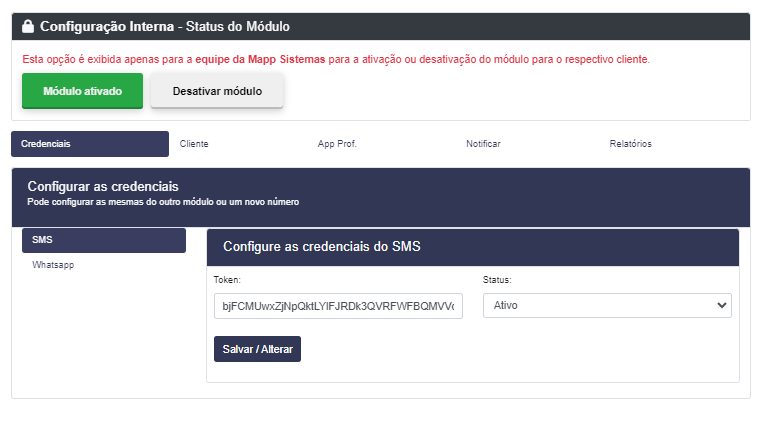 Configuração Interna - Status do Módulo
Esta opção é exibida apenas para a equipe da Mapp Sistemas para a ativação ou desativação do módulo para o respectivo cliente.
Módulo ativado
Desativar módulo
Credenciais
Cliente
App Prof.
Notificar
Relatórios
Configurar as credenciais
Pode configurar as mesmas do outro módulo ou um novo número
SMS
Whatsapp
Configure as credenciais do SMS
Token:
Status:
Ativo
Salvar / Alterar